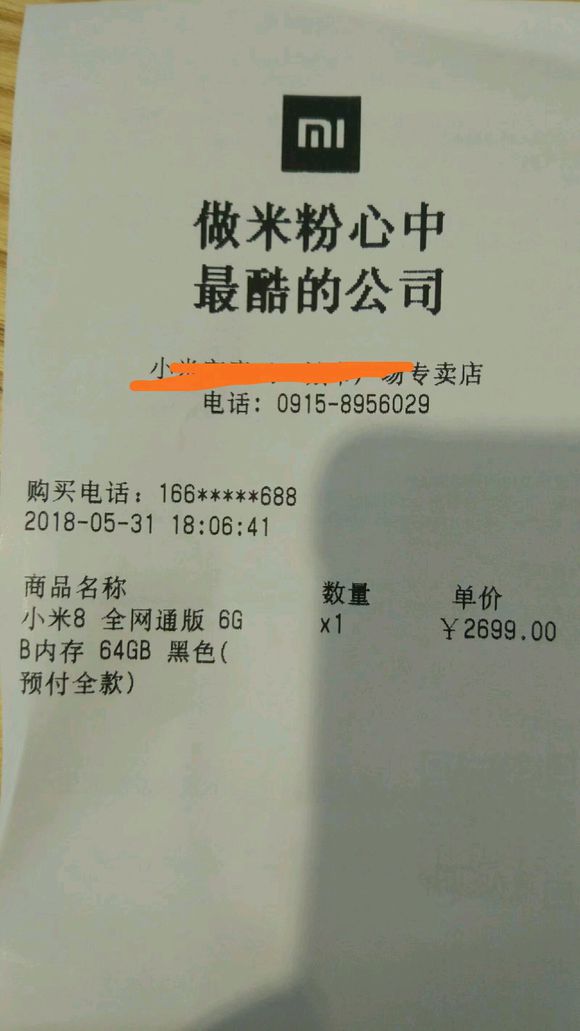 mi
做米粉心中
最酷的公司
小米 场专卖店
电话: 0915-8956029
购买电话: 166*****688
2018-05-31 18:06:41
商品名称 数量 单价
小米8 全网通版 6G x1 ￥2699.00
B内存 64GB 黑色(
预付全款)